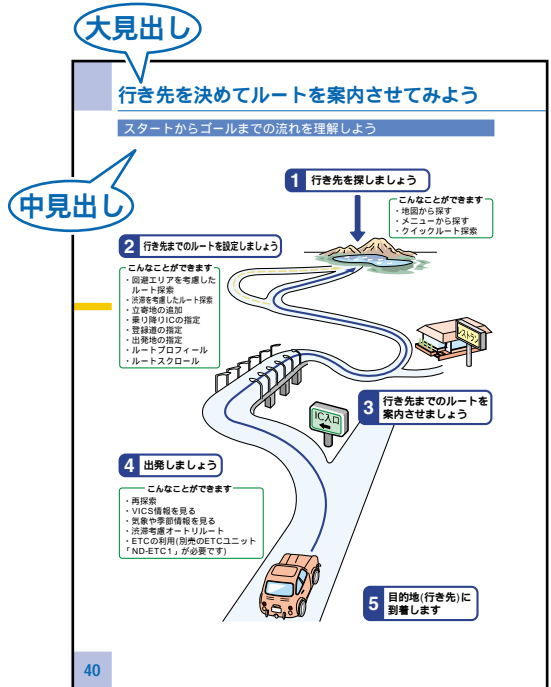 大見出し
行き先を決めてルートを案内させてみよう
スタートからゴールまでの流れを理解しよう
中見出し
1 行き先を探しましょう
こんなことができます
・地図から探す
・メニューから探す
・クイックルート探索
2 行き先までのルートを設定しましょう
こんなことができます
・回避エリアを考慮した
ルート探索
・渋滞を考慮したルート探索
・立寄地の追加
・乗り降りICの指定
・登録道の指定
・出発地の指定
・ルートプロフィール
・ルートスクロール
レストラン
IC入口
3 行き先までのルートを
案内させましょう
4 出発しましょう
こんなことができます
・再探索
・VICS情報を見る
・気象や季節情報を見る
・渋滞考慮オートリルート
・ETCの利用(別売のETCユニット
「ND-ETC1」が必要です)
5 目的地(行き先)に
到着します
40